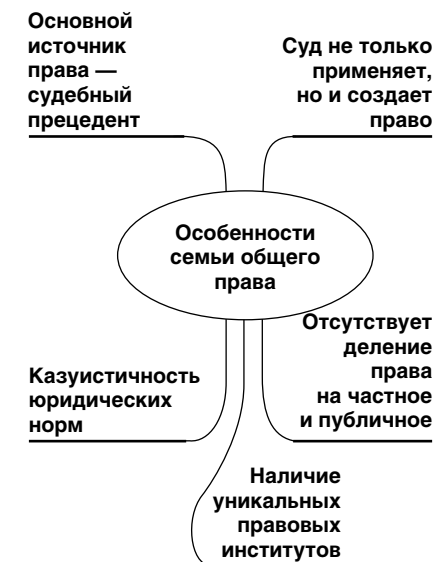 Основной
источник
права —
судебный
прецедент
Суд не только
применяет,
но и создает
право
Особенности
семьи общего
права
Казуистичность
юридических
норм
Отсутствует
деление
права
на частное
и публичное
Наличие
уникальных
правовых
институтов